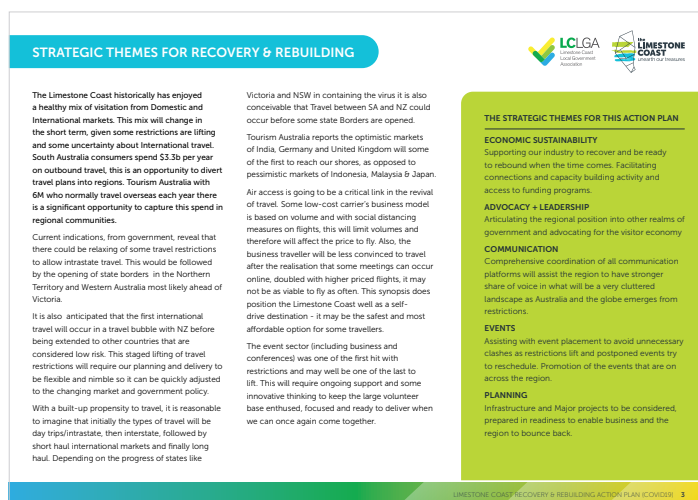 STRATEGIC THEMES FOR RECOVERY & REBUILDING
LCLGA
Limestone Coast
Local Government
Association
the
LIMESTONE
COAST
unearth our treasures
The Limestone Coast historically has enjoyed
a healthy mix of visitation from Domestic and
International markets. This mix will change in
the short term, given some restrictions are lifting
and some uncertainty about International travel.
South Australia consumers spend $3.3b per year
on outbound travel, this is an opportunity to divert
travel plans into regions. Tourism Australia with
6M who normally travel overseas each year there
is a significant opportunity to capture this spend in
regional communities.
Current indications, from government, reveal that
there could be relaxing of some travel restrictions
to allow intrastate travel. This would be followed
by the opening of state borders in the Northern
Territory and Western Australia most likely ahead of
Victoria.
It is also anticipated that the first international
travel will occur in a travel bubble with NZ before
being extended to other countries that are
considered low risk. This staged lifting of travel
restrictions will require our planning and delivery to
be flexible and nimble so it can be quickly adjusted
to the changing market and government policy.
With a built-up propensity to travel, it is reasonable
to imagine that initially the types of travel will be
day trips/intrastate, then interstate, followed by
short haul international markets and finally long
haul. Depending on the progress of states like
Victoria and NSW in containing the virus it is also
conceivable that Travel between SA and NZ could
occur before some state Borders are opened.
Tourism Australia reports the optimistic markets
of India, Germany and United Kingdom will some
of the first to reach our shores, as opposed to
pessimistic markets of Indonesia, Malaysia & Japan.
Air access is going to be a critical link in the revival
of travel. Some low-cost carrier's business model
is based on volume and with social distancing
measures on flights, this will limit volumes and
therefore will affect the price to fly. Also, the
business traveller will be less convinced to travel
after the realisation that some meetings can occur
online, doubled with higher priced flights, it may
not be as viable to fly as often. This synopsis does
position the Limestone Coast well as a self-
drive destination - it may be the safest and most
affordable option for some travellers.
The event sector (including business and
conferences) was one of the first hit with
restrictions and may well be one of the last to
lift. This will require ongoing support and some
innovative thinking to keep the large volunteer
base enthused, focused and ready to deliver when
we can once again come together.
THE STRATEGIC THEMES FOR THIS ACTION PLAN
ECONOMIC SUSTAINABILITY
Supporting our industry to recover and be ready
to rebound when the time comes. Facilitating
connections and capacity building activity and
access to funding programs.
ADVOCACY + LEADERSHIP
Articulating the regional position into other realms of
government and advocating for the visitor economy
COMMUNICATION
Comprehensive coordination of all communication
platforms will assist the region to have stronger
share of voice in what will be a very cluttered
landscape as Australia and the globe emerges from
restrictions.
EVENTS
Assisting with event placement to avoid unnecessary
clashes as restrictions lift and postponed events try
to reschedule. Promotion of the events that are on
across the region.
PLANNING
Infrastructure and Major projects to be considered,
prepared in readiness to enable business and the
region to bounce back.
LIMESTONE COAST RECOVERY & REBUILDING ACTION PLAN (COVID19) 3